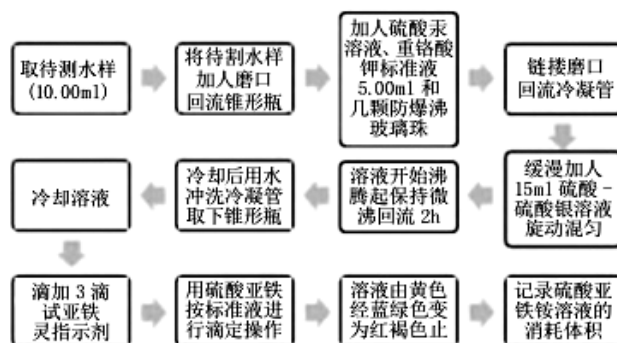 取待测水样
(10.00ml)
将待割水样
加人磨口
回流锥形瓶
加人硫酸汞
溶液、重铬酸
钾标准液
5.00ml 和
几颗防爆沸
玻璃珠
链搂磨口
回流冷凝管
缓漫加人
15ml 硫酸-
硫酸银溶液
旋动混匀
溶液开始沸
腾起保持微
沸回流 2h
冷却后用水
冲洗冷凝管
取下锥形瓶
冷却溶液
滴加 3 滴
试亚铁
灵指示剂
用硫酸亚铁
按标准液进
行滴定操作
溶液由黄色
经蓝绿色变
为红褐色止
记录硫酸亚
铁铵溶液的
消耗体积